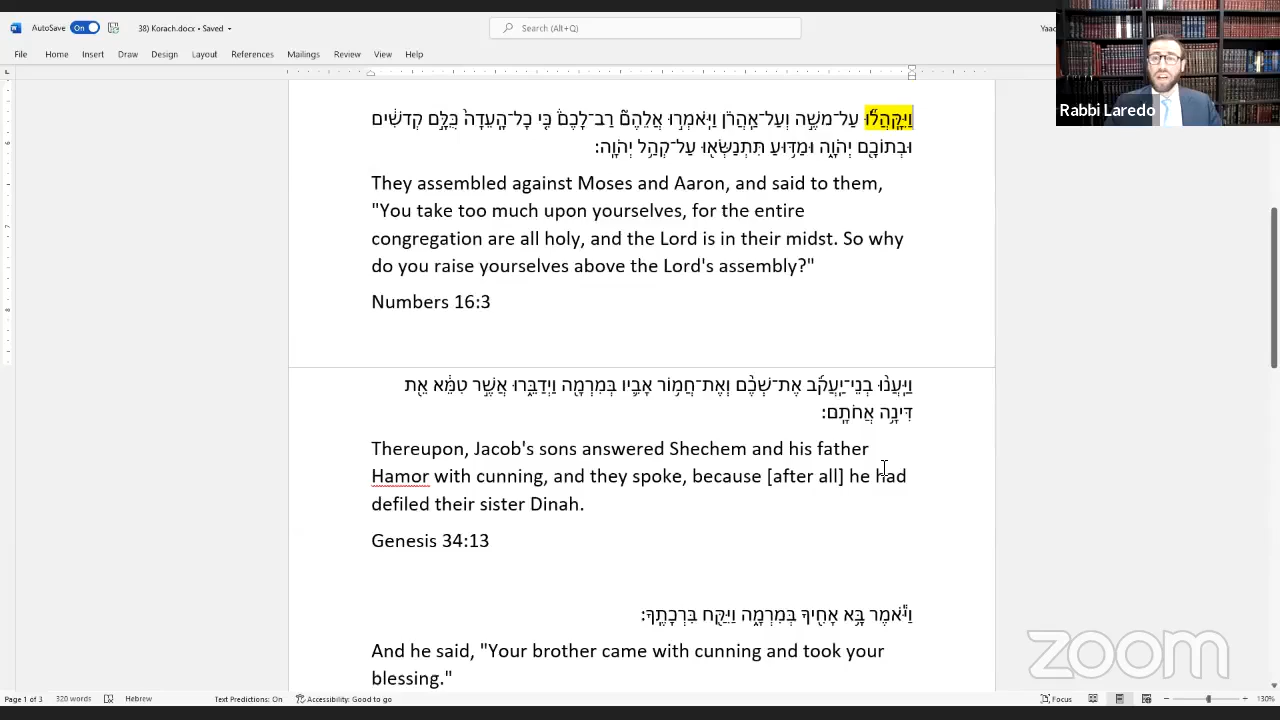 AutoSave On 38) Korach.docx • Saved Search (Alt+Q)
Rabbi Laredo
File Home Insert Draw Design Layout References Mailings Review View Help
וַיִּֽקָּהֲל֞וּ עַל־מֹשֶׁ֣ה וְעַֽל־אַהֲרֹ֗ן וַיֹּאמְר֣וּ אֲלֵהֶם֮ רַב־לָכֶם֒ כִּ֤י כׇל־הָֽעֵדָה֙ כֻּלָּ֣ם קְדֹשִׁ֔ים
וּבְתוֹכָ֖ם יְהֹוָ֑ה וּמַדּ֥וּעַ תִּֽתְנַשְּׂא֖וּ עַל־קְהַ֥ל יְהֹוָֽה׃
They assembled against Moses and Aaron, and said to them,
"You take too much upon yourselves, for the entire
congregation are all holy, and the Lord is in their midst. So why
do you raise yourselves above the Lord's assembly?"
Numbers 16:3
וַיַּֽעֲנ֨וּ בְנֵֽי־יַעֲקֹ֜ב אֶת־שְׁכֶ֨ם וְאֶת־חֲמ֥וֹר אָבִ֛יו בְּמִרְמָ֖ה וַיְדַבֵּ֑רוּ אֲשֶׁ֣ר טִמֵּ֔א אֵ֖ת
דִּינָ֥ה אֲחֹתָֽם׃
Thereupon, Jacob's sons answered Shechem and his father
Hamor with cunning, and they spoke, because [after all] he had
defiled their sister Dinah.
Genesis 34:13
וַיֹּ֕אמֶר בָּ֥א אָחִ֖יךָ בְּמִרְמָ֑ה וַיִּקַּ֖ח בִּרְכָתֶֽךָ׃
And he said, "Your brother came with cunning and took your
blessing."
zoom
Page 1 of 3 320 words Hebrew Text Predictions: On Accessibility: Good to go Focus 130%